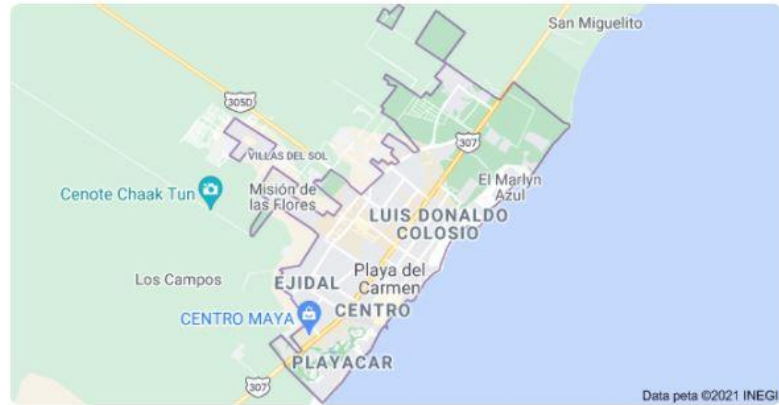 San Miguelito
305D
307
VILLAS DEL SOL
Cenote Chaak Tun
Misión de
las Flores
El Marlyn
Azul
LUIS DONALDO
COLOSIO
Los Campos
EJIDAL
Playa del
Carmen
CENTRO MAYA
CENTRO
PLAYACAR
307
Data peta ©2021 INEGI